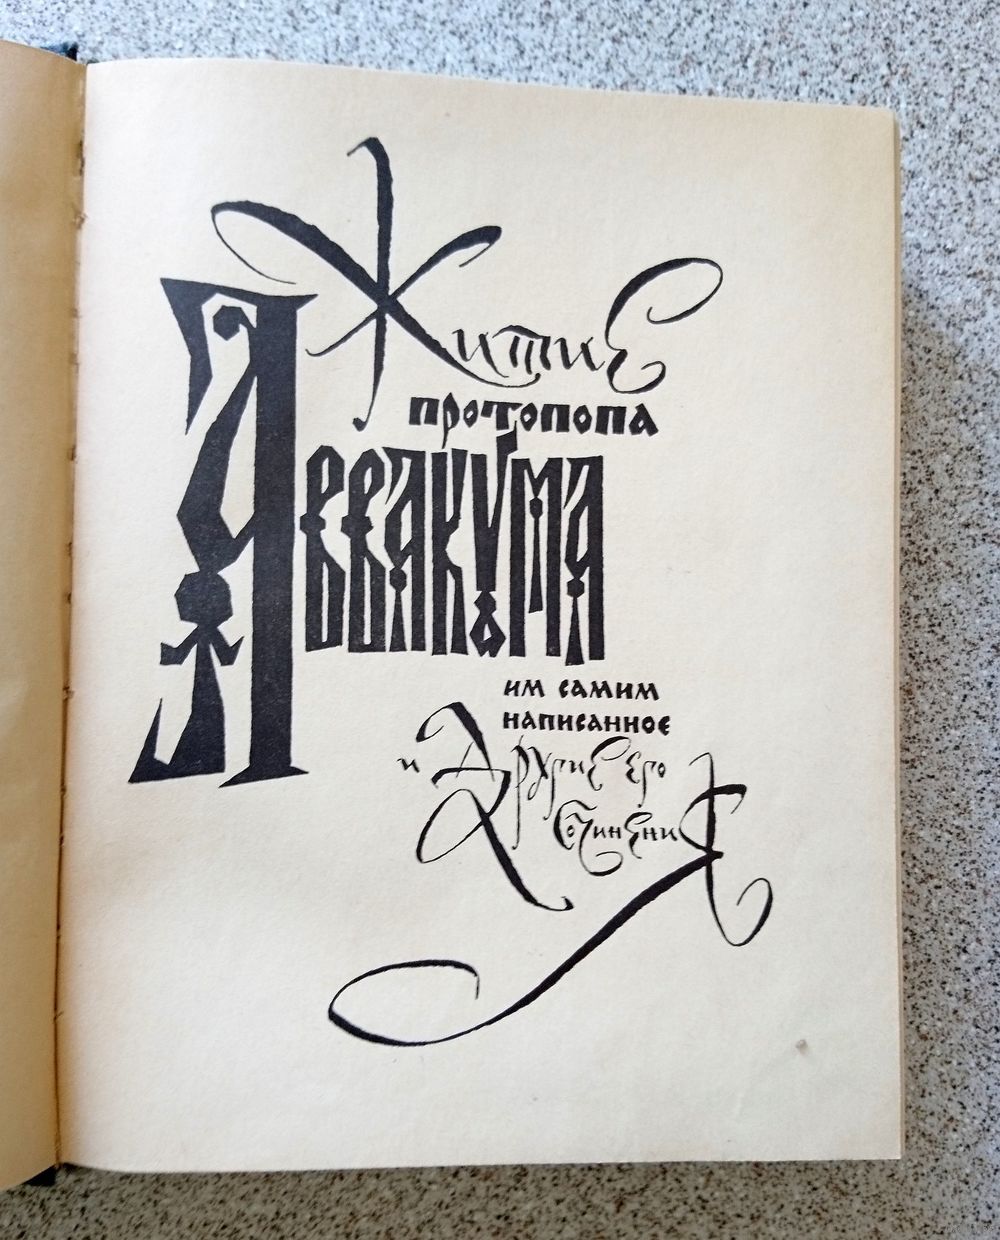 Житие
протопопа
Аввакума
им самим
написанное
и другие его
сочинения